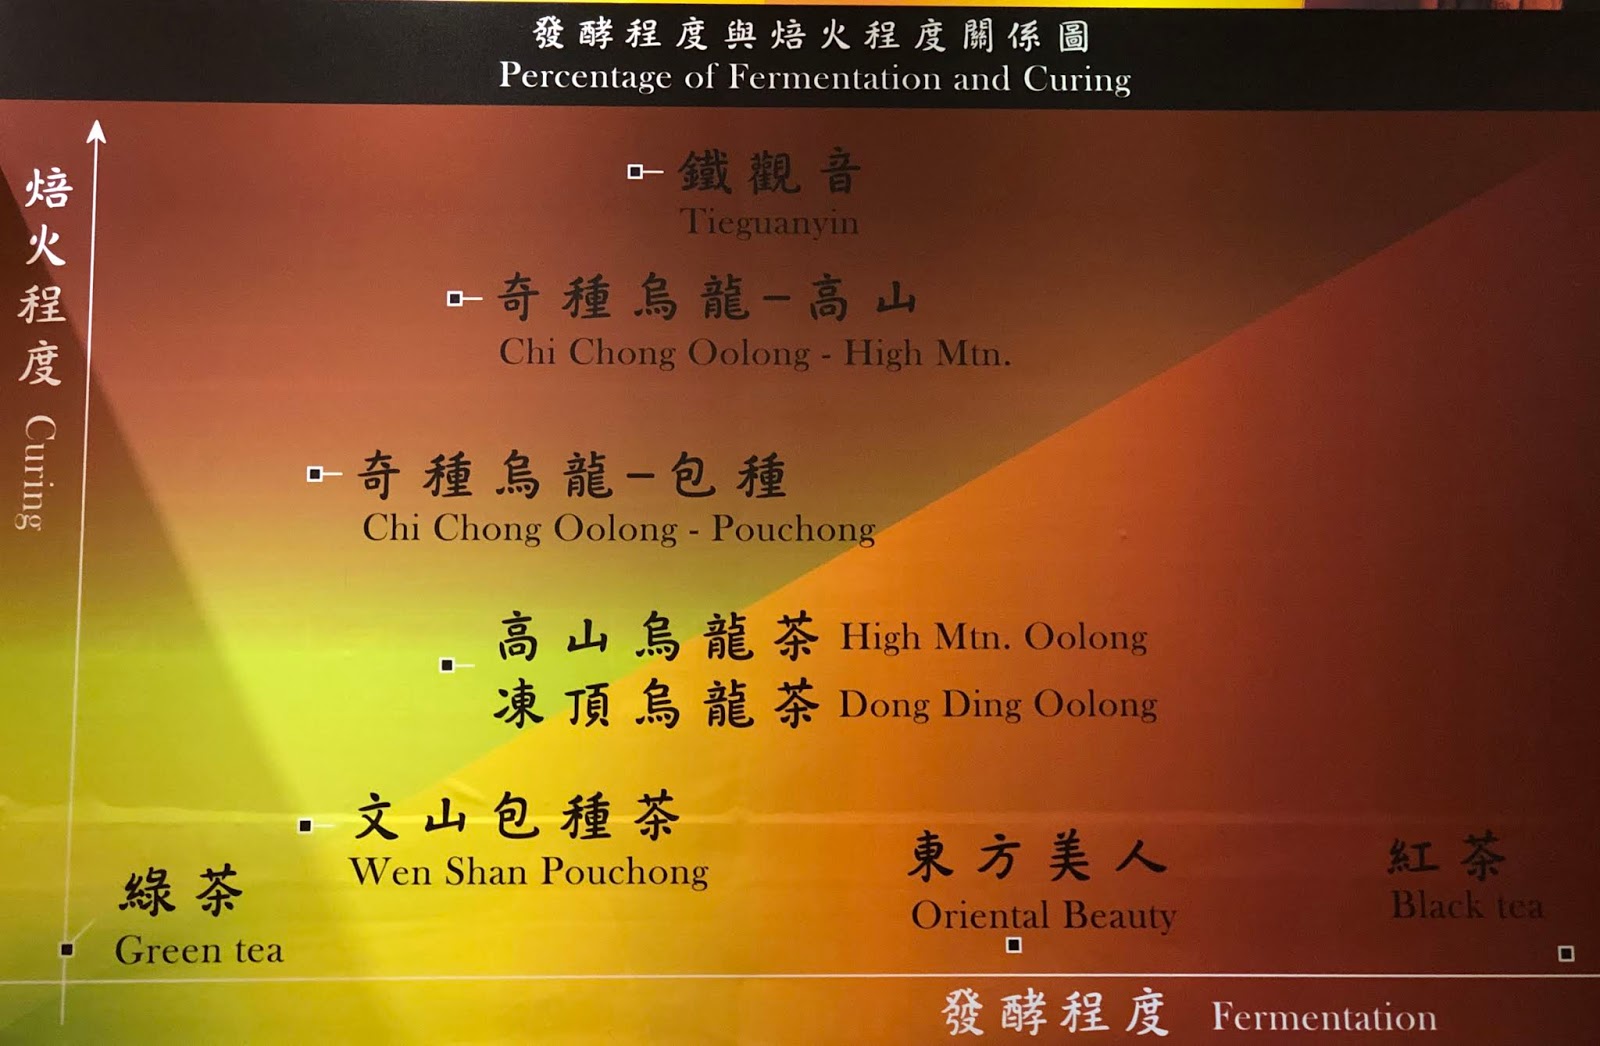 發酵程度與焙火程度關係圖
Percentage of Fermentation and Curing
焙火程度 Curing
鐵觀音
Tieguanyin
奇種烏龍－高山
Chi Chong Oolong - High Mtn.
奇種烏龍－包種
Chi Chong Oolong - Pouchong
高山烏龍茶 High Mtn. Oolong
凍頂烏龍茶 Dong Ding Oolong
文山包種茶
Wen Shan Pouchong
東方美人
Oriental Beauty
紅茶
Black tea
綠茶
Green tea
發酵程度 Fermentation